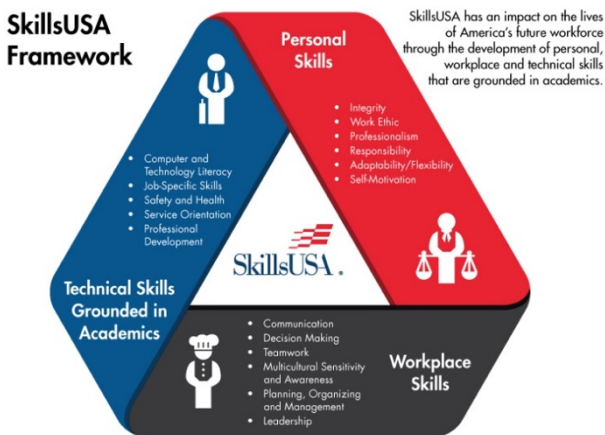 SkillsUSA
Framework
SkillsUSA has an impact on the lives
of America's future workforce
through the development of personal,
workplace and technical skills
that are grounded in academics.
Personal
Skills
• Integrity
• Work Ethic
• Professionalism
• Responsibility
• Adaptability/Flexibility
• Self-Motivation
• Computer and
Technology Literacy
• Job-Specific Skills
• Safety and Health
• Service Orientation
• Professional
Development
Technical Skills
Grounded in
Academics
SkillsUSA.
• Communication
• Decision Making
• Teamwork
• Multicultural Sensitivity
and Awareness
• Planning, Organizing
and Management
• Leadership
Workplace
Skills